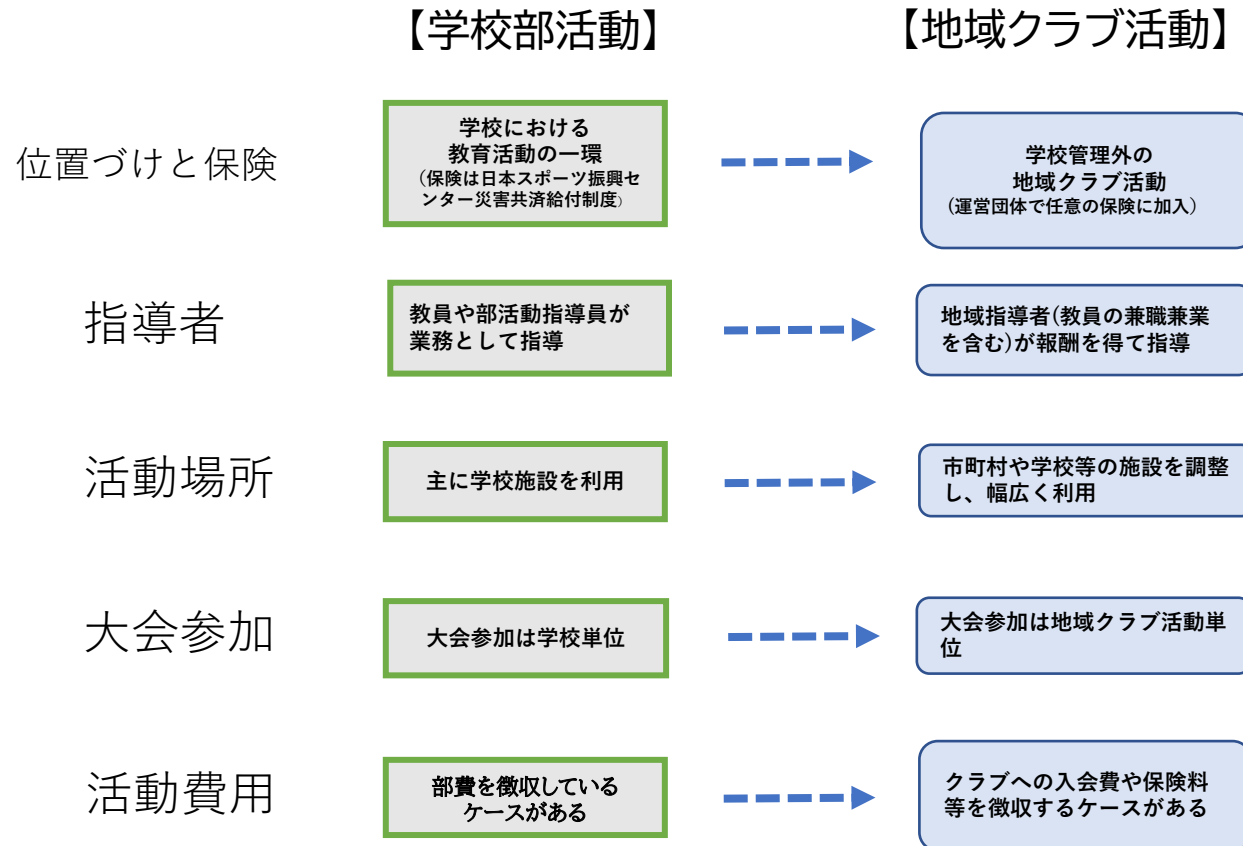 【学校部活動】
【地域クラブ活動】
位置づけと保険
学校における
教育活動の一環
(保険は日本スポーツ振興セ
ンター災害共済給付制度)
学校管理外の
地域クラブ活動
(運営団体で任意の保険に加入)
指導者
教員や部活動指導員が
業務として指導
地域指導者(教員の兼職兼業
を含む)が報酬を得て指導
活動場所
主に学校施設を利用
市町村や学校等の施設を調整
し、幅広く利用
大会参加
大会参加は学校単位
大会参加は地域クラブ活動単
位
活動費用
部費を徴収している
ケースがある
クラブへの入会費や保険料
等を徴収するケースがある